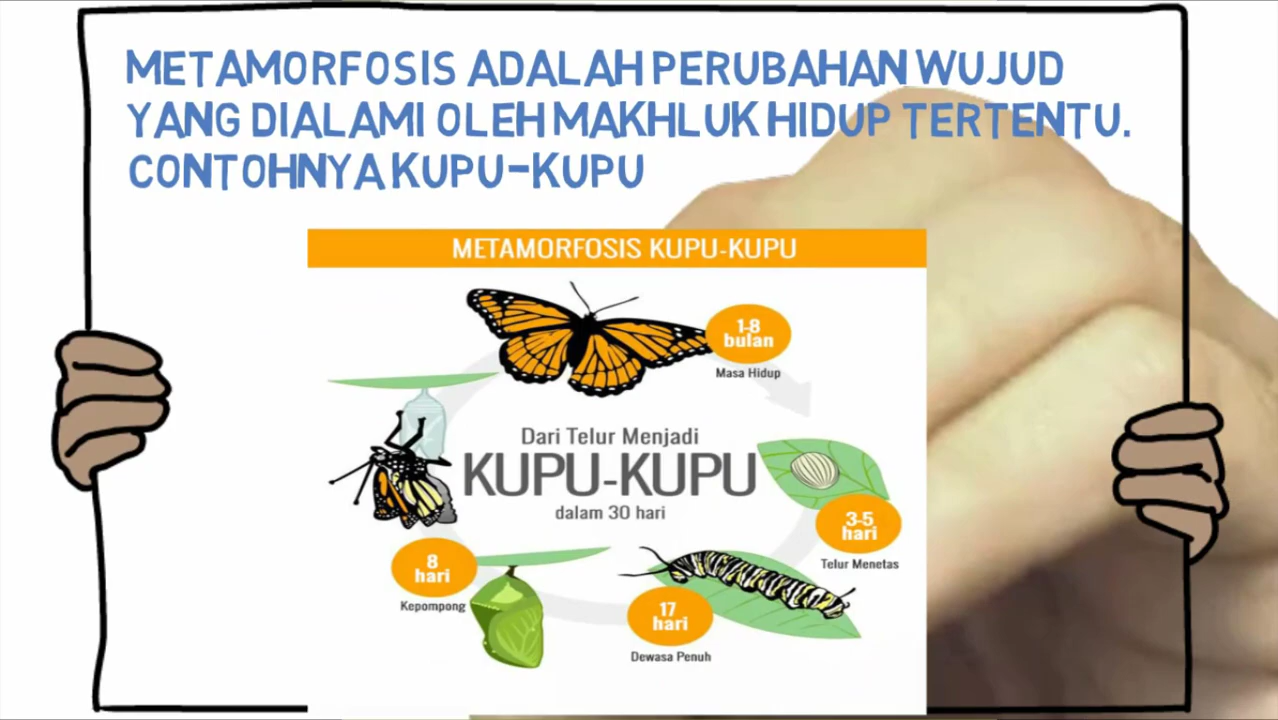 METAMORFOSIS ADALAH PERUBAHAN WUJUD
YANG DIALAMI OLEH MAKHLUK HIDUP TERTENTU.
CONTOHNYA KUPU-KUPU
METAMORFOSIS KUPU-KUPU
1-8
bulan
Masa Hidup
Dari Telur Menjadi
KUPU-KUPU
dalam 30 hari
3-5
hari
Telur Menetas
8
hari
Kepompong
17
hari
Dewasa Penuh